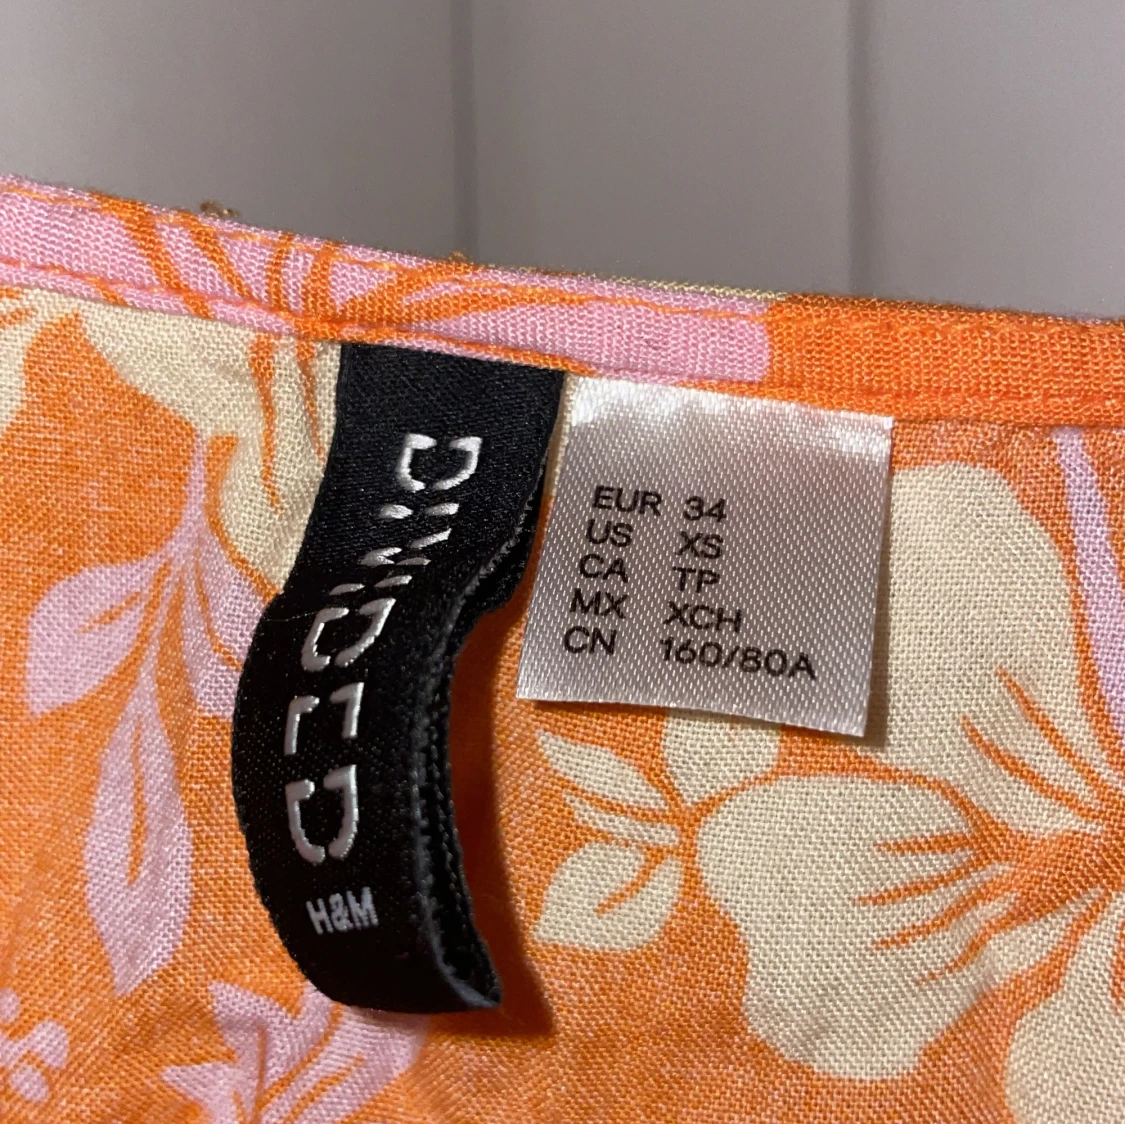 DIVIDED
H&M
EUR 34
US XS
CA TP
MX XCH
CN 160/80A